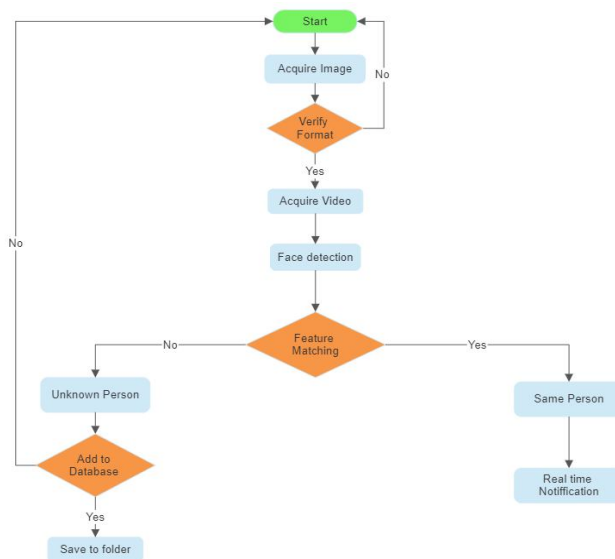 Start
Acquire Image
No
Verify
Format
Yes
Acquire Video
No
Face detection
Feature
Matching
No
Yes
Unknown Person
Same Person
Add to
Database
Real time
Notiffication
Yes
Save to folder